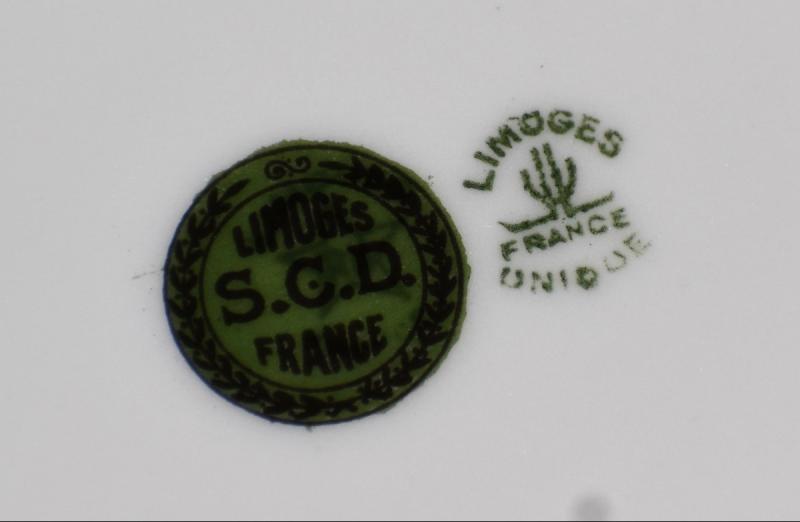 LIMOGES
S.C.D.
FRANCE
LIMOGES
FRANCE
UNIQUE